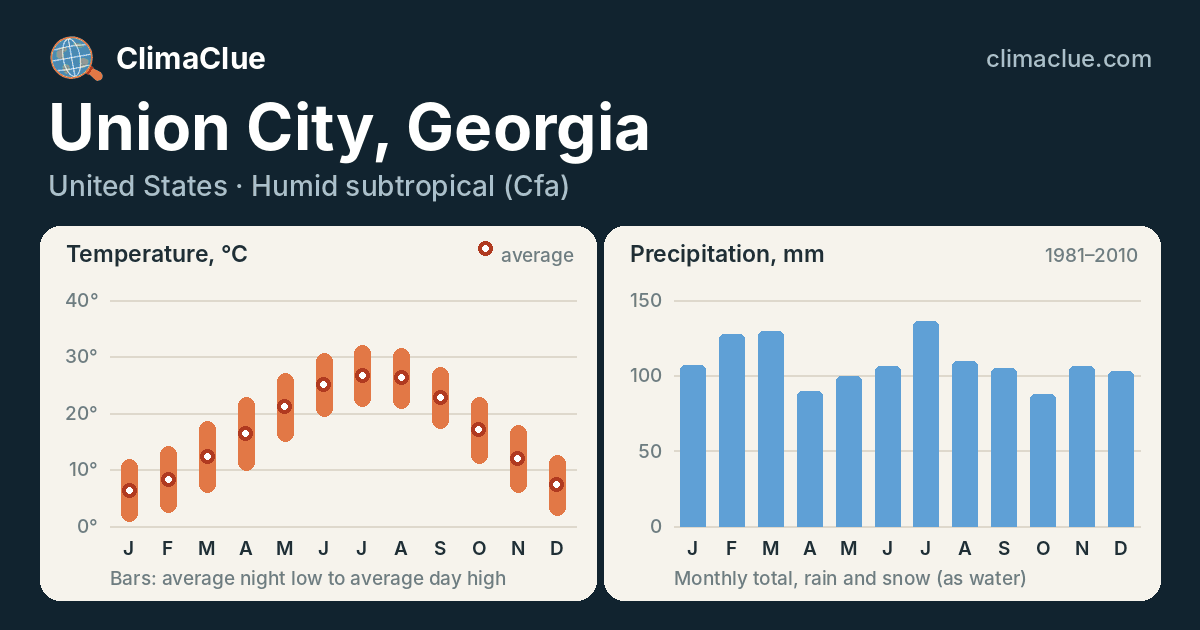 ClimaClue
climaclue.com
Union City, Georgia
United States · Humid subtropical (Cfa)
Temperature, °C
average
40°
30°
20°
10°
0°
J F M A M J J A S O N D
Bars: average night low to average day high
Precipitation, mm
1981–2010
150
100
50
0
J F M A M J J A S O N D
Monthly total, rain and snow (as water)